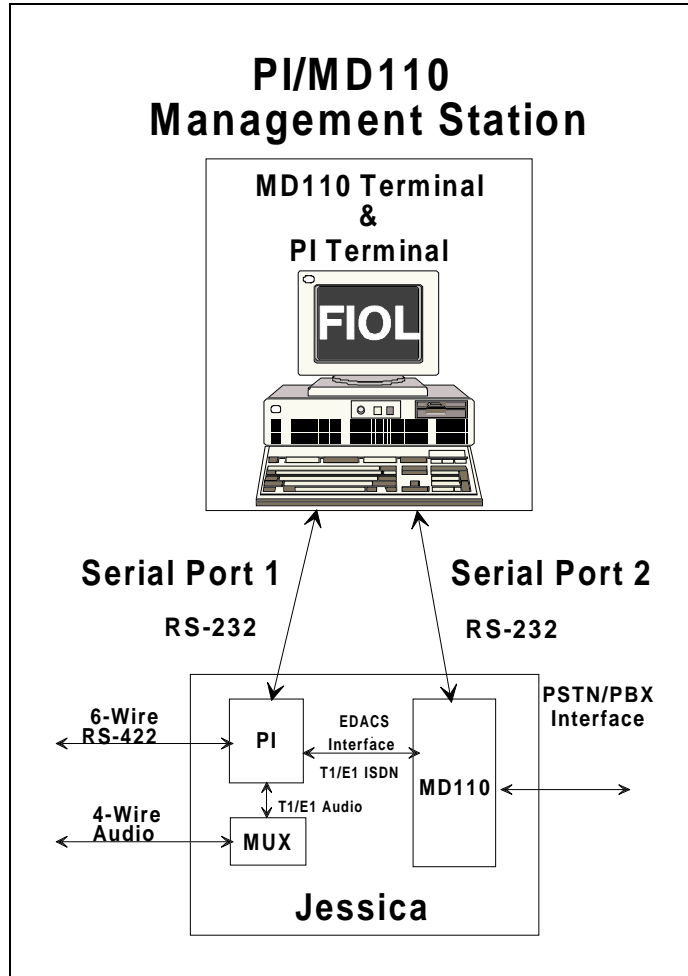 PI/MD110
Management Station
MD110 Terminal
&
PI Terminal
FIOL
Serial Port 1
Serial Port 2
RS-232
RS-232
6-Wire
RS-422
PI
EDACS
Interface
T1/E1 ISDN
MD110
PSTN/PBX
Interface
T1/E1 Audio
4-Wire
Audio
MUX
Jessica